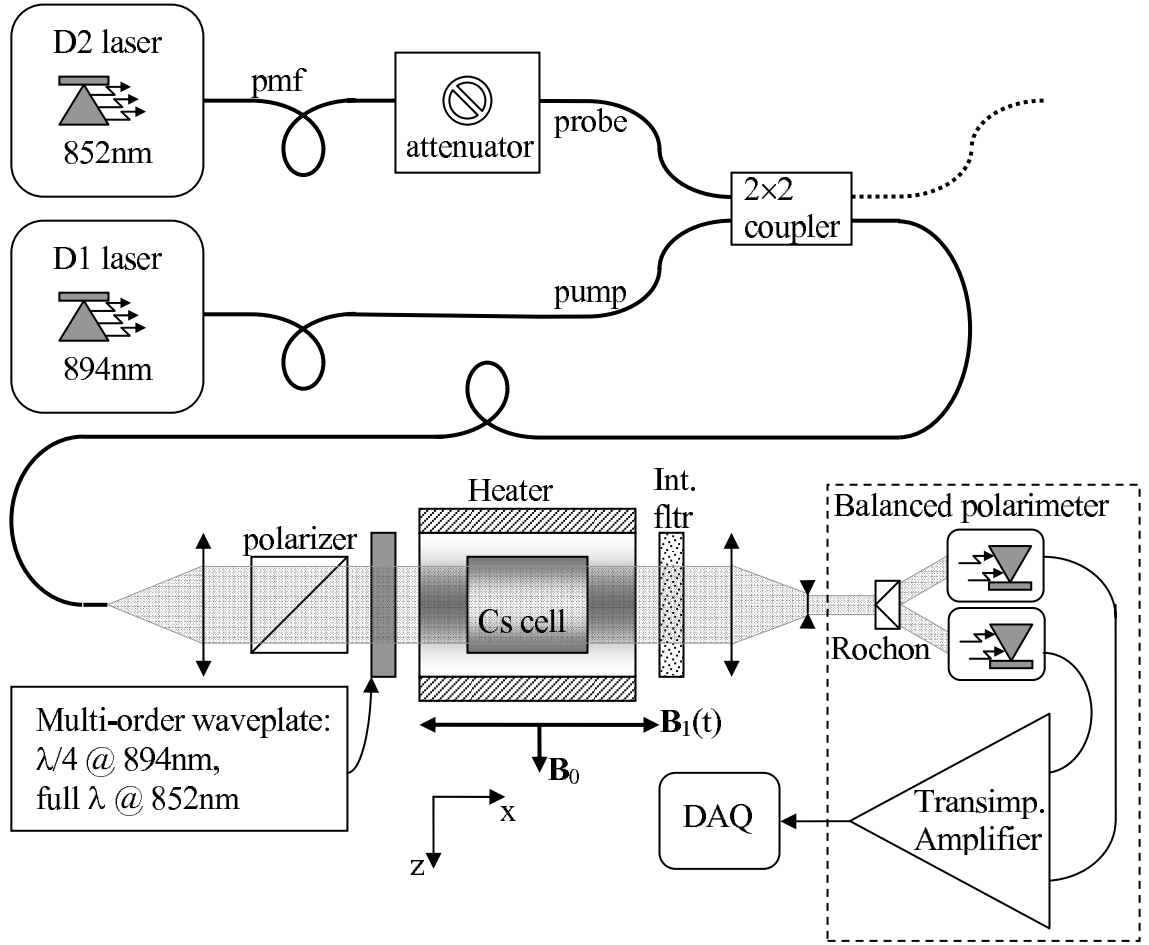 D2 laser
852nm
pmf
attenuator
probe
2×2
coupler
D1 laser
894nm
pump
Heater
Int.
fltr
polarizer
Cs cell
Balanced polarimeter
Rochon
Multi-order waveplate:
λ/4 @ 894nm,
full λ @ 852nm
B₁(t)
B₀
x
z
DAQ
Transimp.
Amplifier